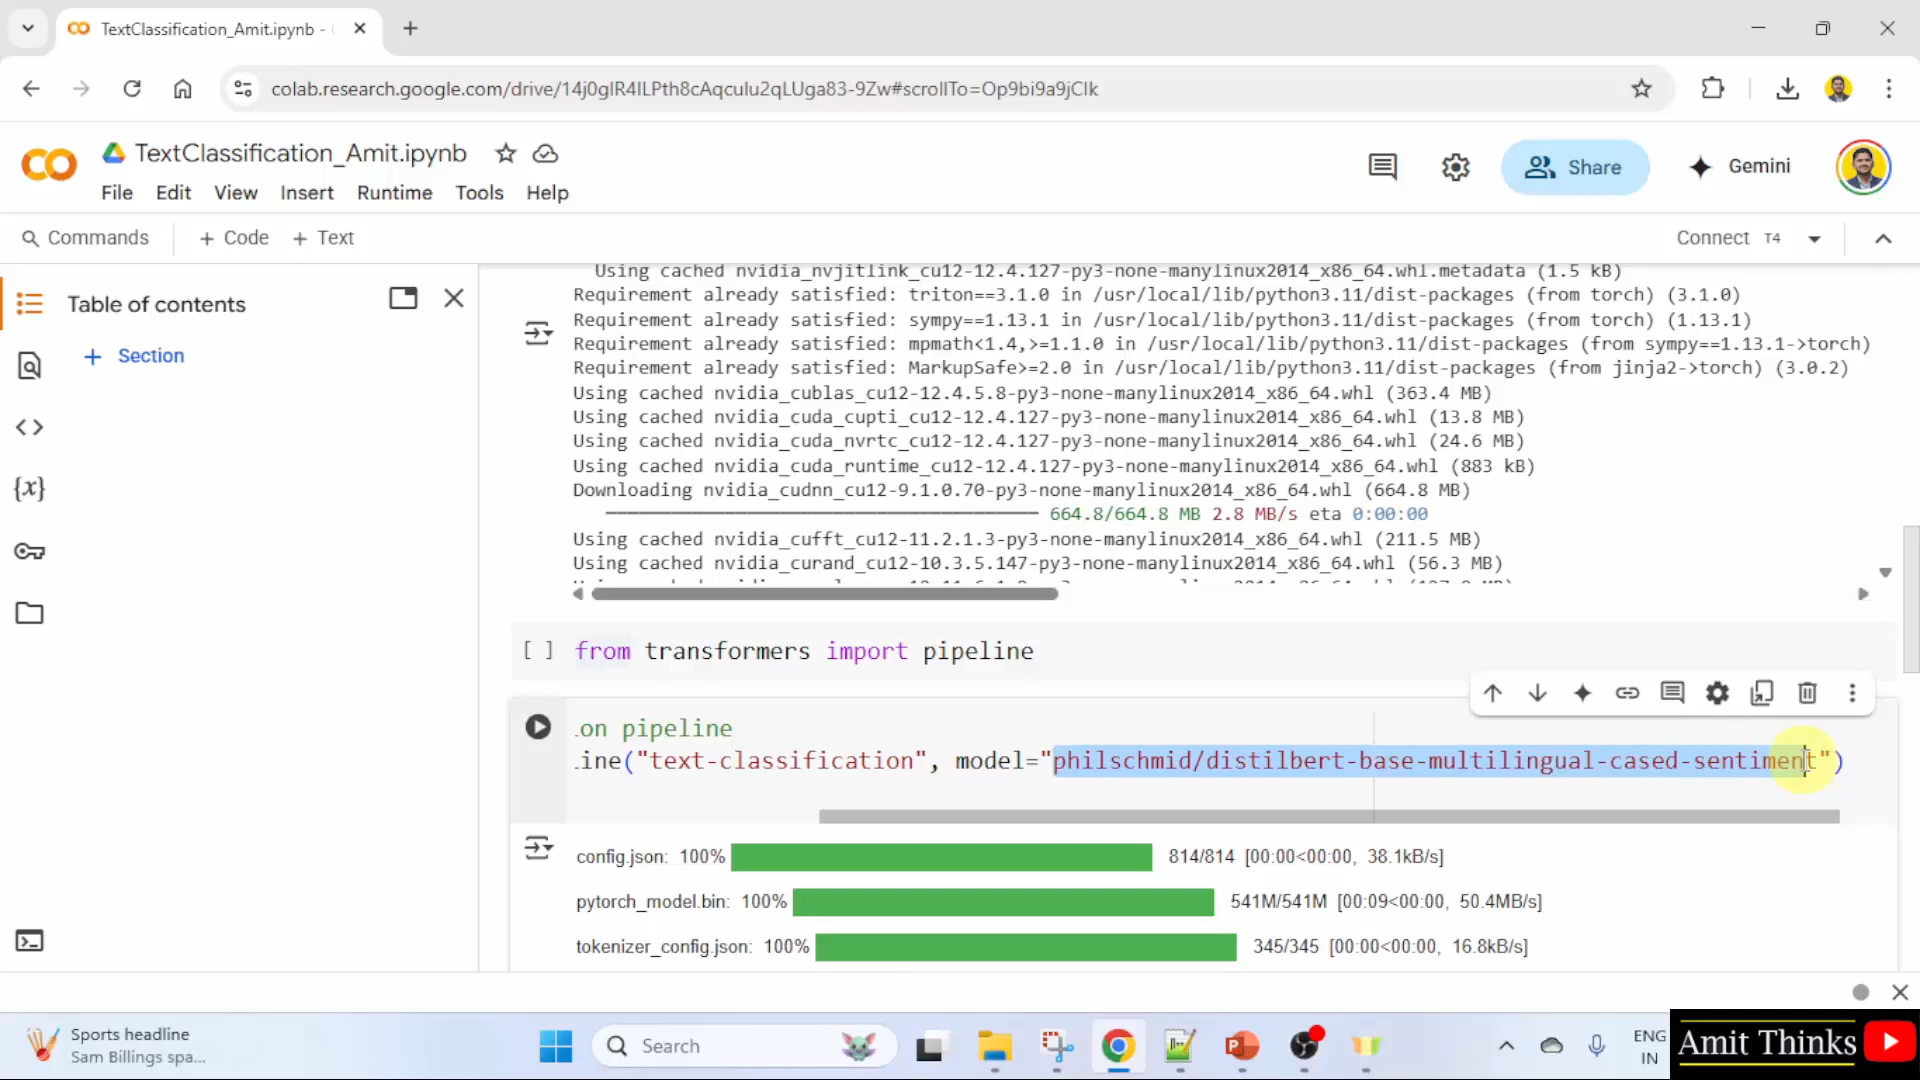 TextClassification_Amit.ipynb -
colab.research.google.com/drive/14j0glR4lLPth8cAqculu2qLUga83-9Zw#scrollTo=Op9bi9a9jClk
TextClassification_Amit.ipynb
File Edit View Insert Runtime Tools Help
Share
Gemini
Commands + Code + Text
Connect T4
Table of contents
+ Section
Using cached nvidia_nvjitlink_cu12-12.4.127-py3-none-manylinux2014_x86_64.whl.metadata (1.5 kB)
Requirement already satisfied: triton==3.1.0 in /usr/local/lib/python3.11/dist-packages (from torch) (3.1.0)
Requirement already satisfied: sympy==1.13.1 in /usr/local/lib/python3.11/dist-packages (from torch) (1.13.1)
Requirement already satisfied: mpmath<1.4,>=1.1.0 in /usr/local/lib/python3.11/dist-packages (from sympy==1.13.1->torch)
Requirement already satisfied: MarkupSafe>=2.0 in /usr/local/lib/python3.11/dist-packages (from jinja2->torch) (3.0.2)
Using cached nvidia_cublas_cu12-12.4.5.8-py3-none-manylinux2014_x86_64.whl (363.4 MB)
Using cached nvidia_cuda_cupti_cu12-12.4.127-py3-none-manylinux2014_x86_64.whl (13.8 MB)
Using cached nvidia_cuda_nvrtc_cu12-12.4.127-py3-none-manylinux2014_x86_64.whl (24.6 MB)
Using cached nvidia_cuda_runtime_cu12-12.4.127-py3-none-manylinux2014_x86_64.whl (883 kB)
Downloading nvidia_cudnn_cu12-9.1.0.70-py3-none-manylinux2014_x86_64.whl (664.8 MB)
664.8/664.8 MB 2.8 MB/s eta 0:00:00
Using cached nvidia_cufft_cu12-11.2.1.3-py3-none-manylinux2014_x86_64.whl (211.5 MB)
Using cached nvidia_curand_cu12-10.3.5.147-py3-none-manylinux2014_x86_64.whl (56.3 MB)
[ ] from transformers import pipeline
on pipeline
ine("text-classification", model="philschmid/distilbert-base-multilingual-cased-sentiment")
config.json: 100% 814/814 [00:00<00:00, 38.1kB/s]
pytorch_model.bin: 100% 541M/541M [00:09<00:00, 50.4MB/s]
tokenizer_config.json: 100% 345/345 [00:00<00:00, 16.8kB/s]
Sports headline
Sam Billings spa...
Search
ENG
IN
Amit Thinks